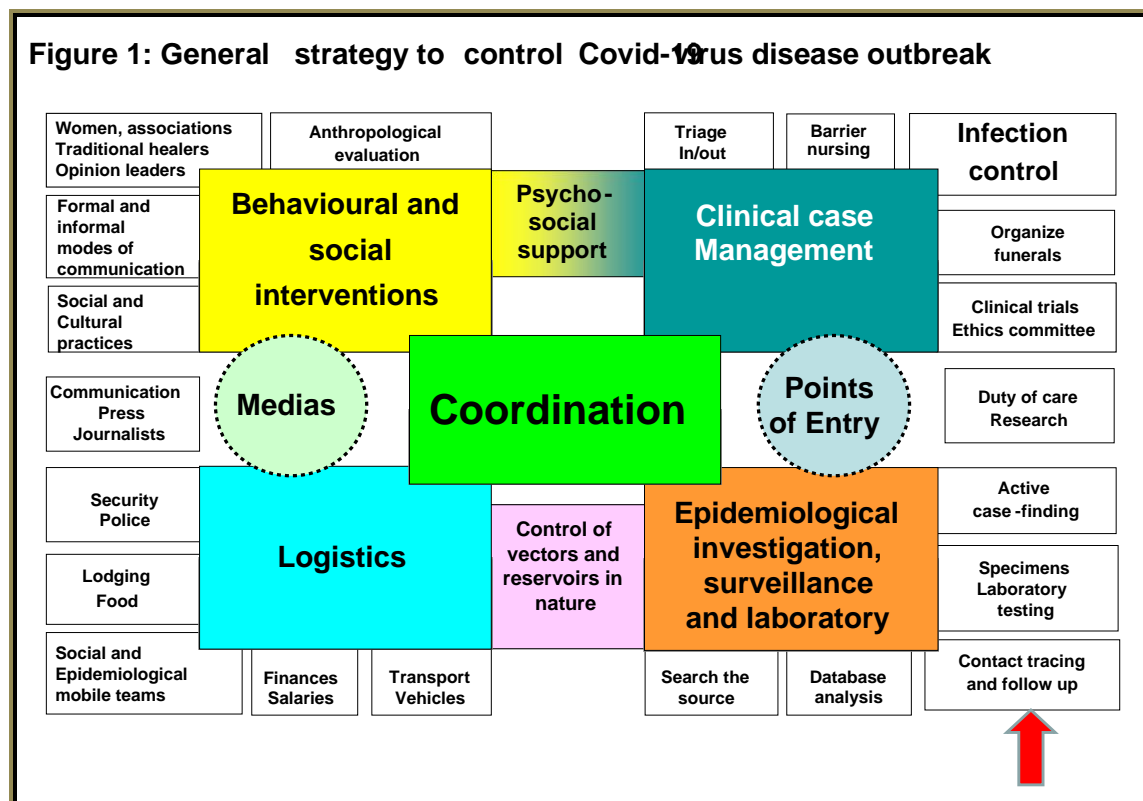 Figure 1: General strategy to control Covid-19 virus disease outbreak
Women, associations
Traditional healers
Opinion leaders
Anthropological
evaluation
Triage
In/out
Barrier
nursing
Infection
control
Behavioural and
social
interventions
Psycho-
social
support
Clinical case
Management
Formal and
informal
modes of
communication
Organize
funerals
Social and
Cultural
practices
Clinical trials
Ethics committee
Communication
Press
Journalists
Medias
Coordination
Points
of Entry
Duty of care
Research
Security
Police
Logistics
Control of
vectors and
reservoirs in
nature
Epidemiological
investigation,
surveillance
and laboratory
Active
case-finding
Lodging
Food
Specimens
Laboratory
testing
Social and
Epidemiological
mobile teams
Finances
Salaries
Transport
Vehicles
Search the
source
Database
analysis
Contact tracing
and follow up